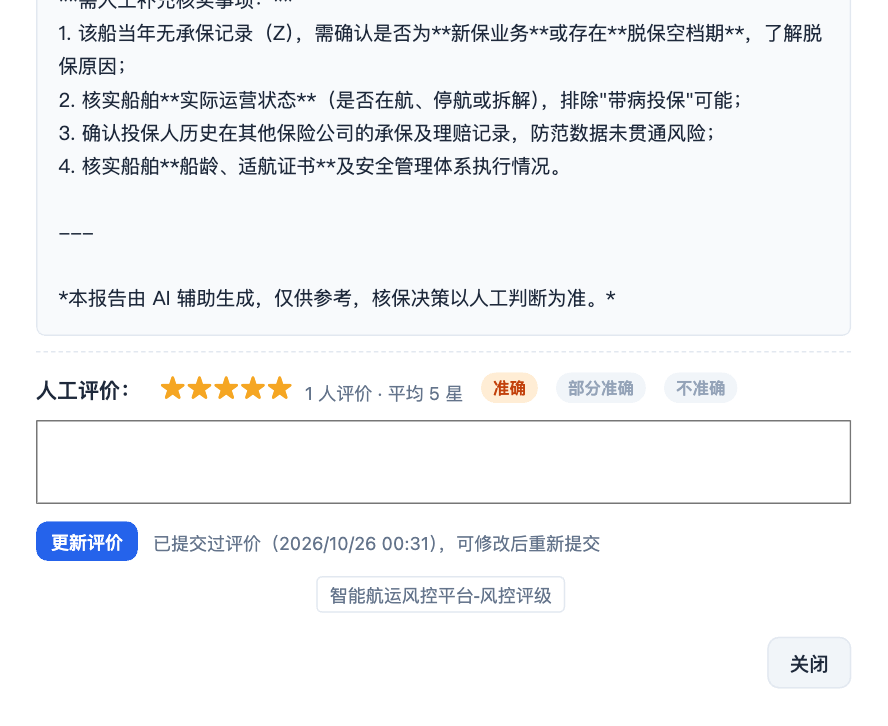 **需人工补充核实事项：**
1. 该船当年无承保记录（Z），需确认是否为**新保业务**或存在**脱保空档期**，了解脱
保原因；
2. 核实船舶**实际运营状态**（是否在航、停航或拆解），排除"带病投保"可能；
3. 确认投保人历史在其他保险公司的承保及理赔记录，防范数据未贯通风险；
4. 核实船舶**船龄、适航证书**及安全管理体系执行情况。
---
*本报告由 AI 辅助生成，仅供参考，核保决策以人工判断为准。*
人工评价： 1 人评价 · 平均 5 星 准确 部分准确 不准确
更新评价 已提交过评价（2026/10/26 00:31），可修改后重新提交
智能航运风控平台-风控评级
关闭